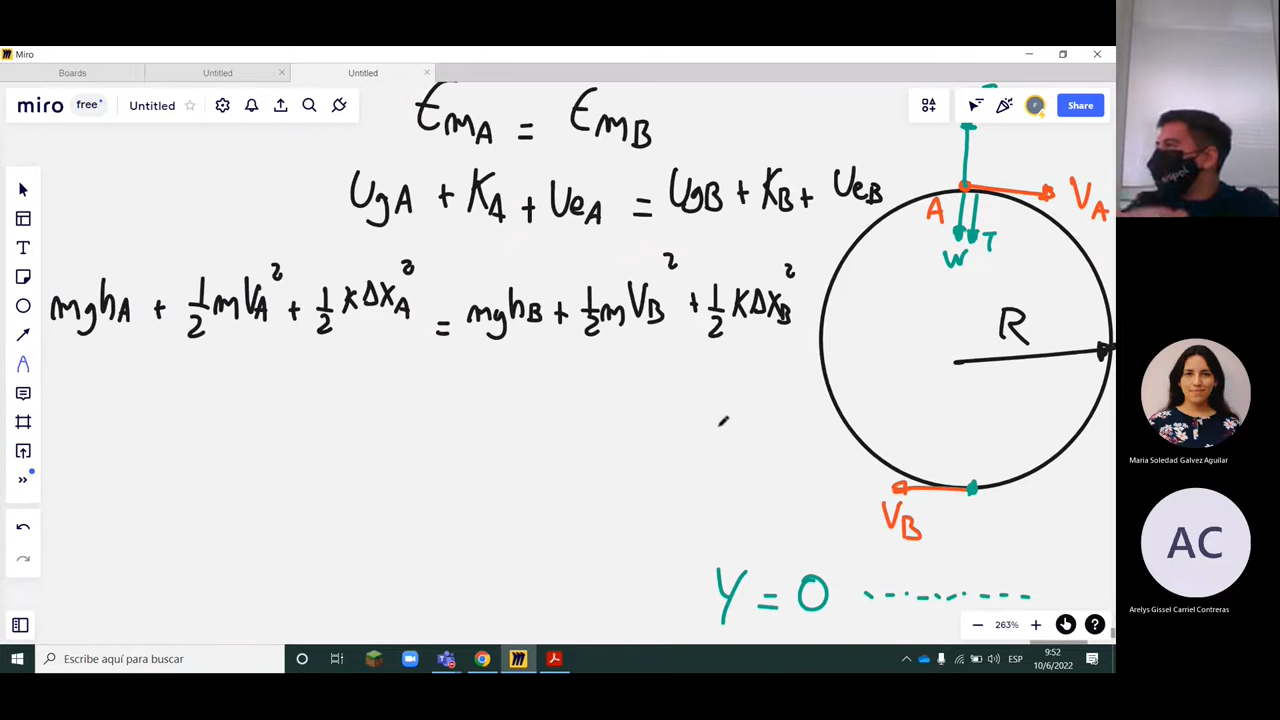 Miro
Boards
Untitled
Untitled
miro
free
Untitled
Share
EmA = EmB
UgA + KA + UeA = UgB + KB + UeB
mghA + 1/2 mVA² + 1/2 KΔXA² = mghB + 1/2 mVB² + 1/2 KΔXB²
A
VA
W
T
R
VB
Y = 0
263%
Maria Soledad Galvez Aguilar
AC
Arelys Gissel Carriel Contreras
Escribe aquí para buscar
ESP
9:52
10/6/2022